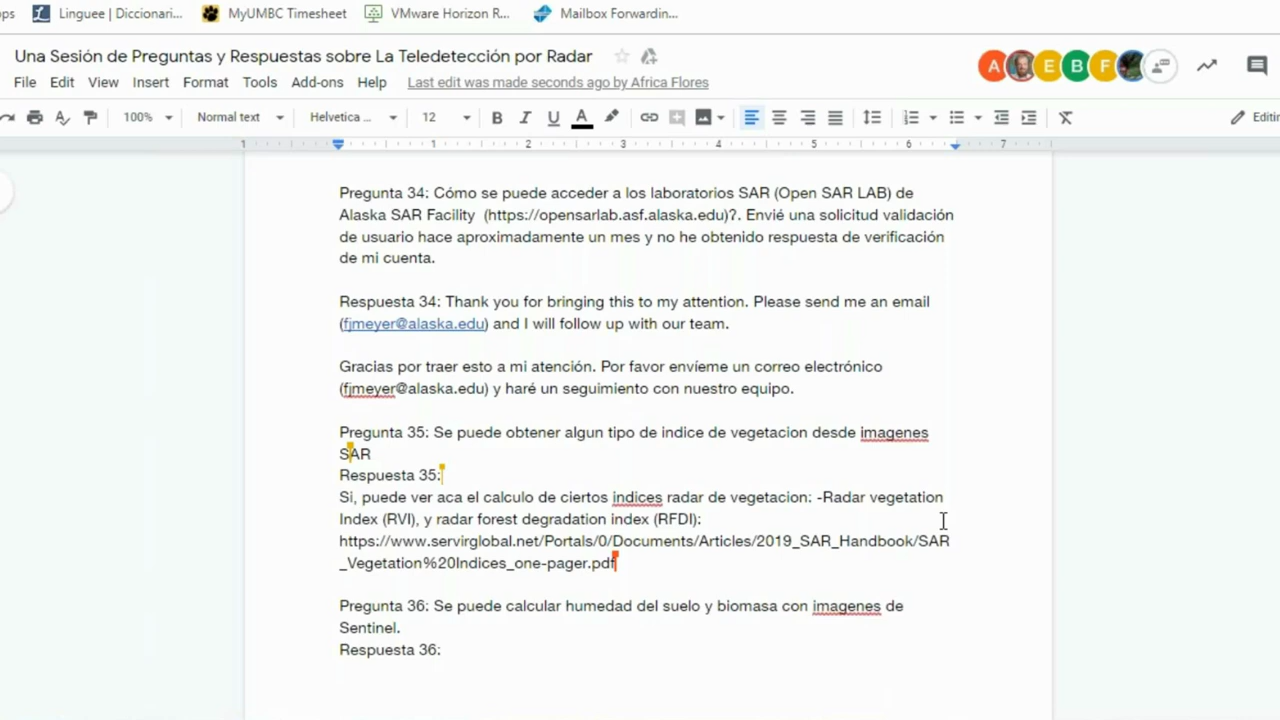 ps Linguee | Diccionari... MyUMBC Timesheet VMware Horizon R... Mailbox Forwardin...
Una Sesión de Preguntas y Respuestas sobre La Teledetección por Radar
A E B F
File Edit View Insert Format Tools Add-ons Help Last edit was made seconds ago by Africa Flores
100% Normal text Helvetica ... 12 B I U A Editin
1 1 2 3 4 5 6 7
Pregunta 34: Cómo se puede acceder a los laboratorios SAR (Open SAR LAB) de
Alaska SAR Facility (https://opensarlab.asf.alaska.edu)?. Envié una solicitud validación
de usuario hace aproximadamente un mes y no he obtenido respuesta de verificación
de mi cuenta.
Respuesta 34: Thank you for bringing this to my attention. Please send me an email
(fjmeyer@alaska.edu) and I will follow up with our team.
Gracias por traer esto a mi atención. Por favor envíeme un correo electrónico
(fjmeyer@alaska.edu) y haré un seguimiento con nuestro equipo.
Pregunta 35: Se puede obtener algun tipo de indice de vegetacion desde imagenes
SAR
Respuesta 35:
Si, puede ver aca el calculo de ciertos indices radar de vegetacion: -Radar vegetation
Index (RVI), y radar forest degradation index (RFDI):
https://www.servirglobal.net/Portals/0/Documents/Articles/2019_SAR_Handbook/SAR
_Vegetation%20Indices_one-pager.pdf
Pregunta 36: Se puede calcular humedad del suelo y biomasa con imagenes de
Sentinel.
Respuesta 36: